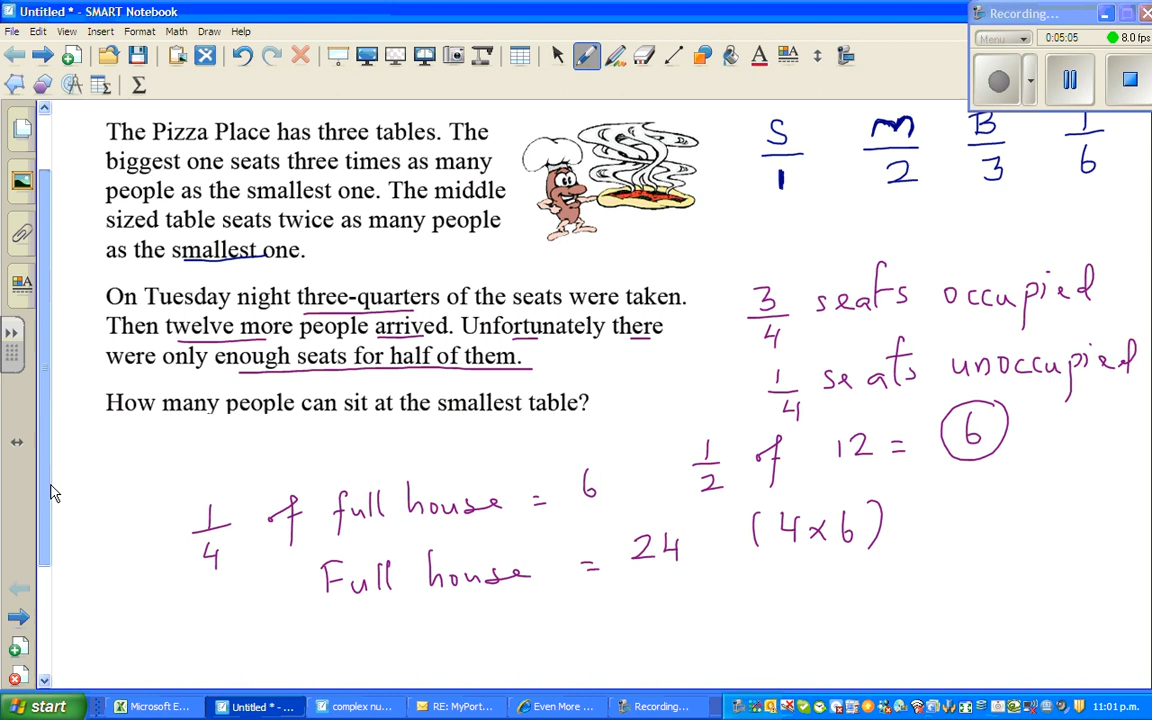 Untitled * - SMART Notebook
File Edit View Insert Format Math Draw Help
Recording...
Menu
0:05:05
8.0 fps
The Pizza Place has three tables. The
biggest one seats three times as many
people as the smallest one. The middle
sized table seats twice as many people
as the smallest one.
On Tuesday night three-quarters of the seats were taken.
Then twelve more people arrived. Unfortunately there
were only enough seats for half of them.
How many people can sit at the smallest table?
S m B 1
1 2 3 6
3/4 seats occupied
1/4 seats unoccupied
1/2 of 12 = 6
1/4 of full house = 6
Full house = 24 (4×6)
start
Microsoft E...
Untitled * - ...
complex nu...
RE: MyPort...
Even More ...
Recording...
11:01 p.m.